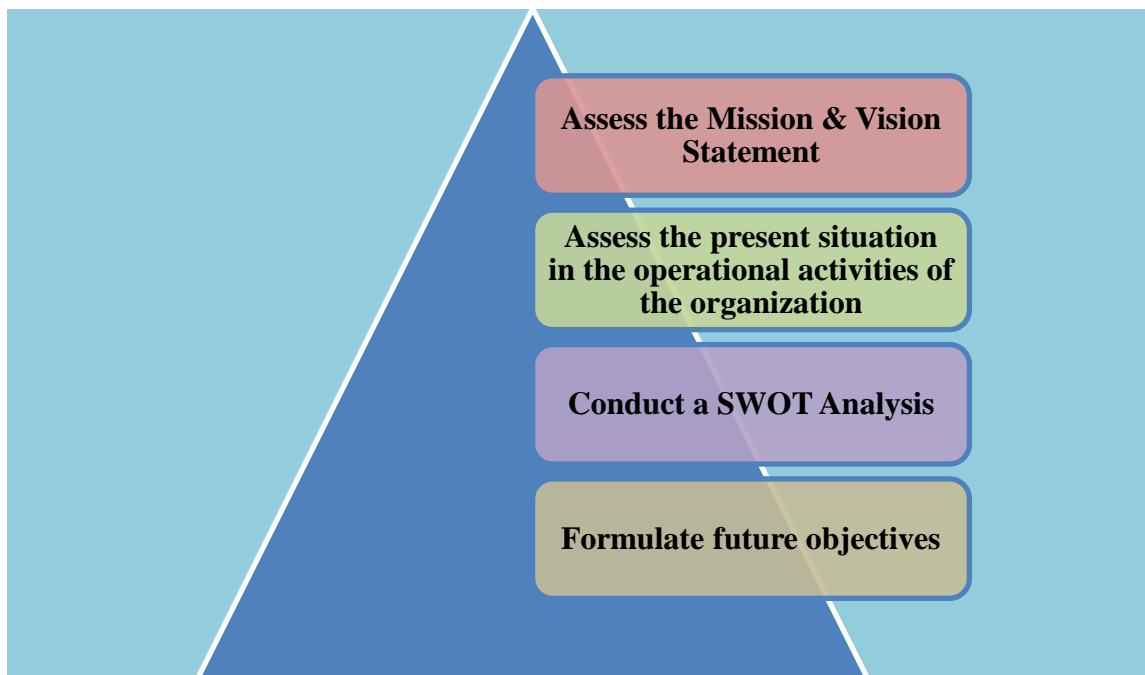 Assess the Mission & Vision
Statement
Assess the present situation
in the operational activities of
the organization
Conduct a SWOT Analysis
Formulate future objectives